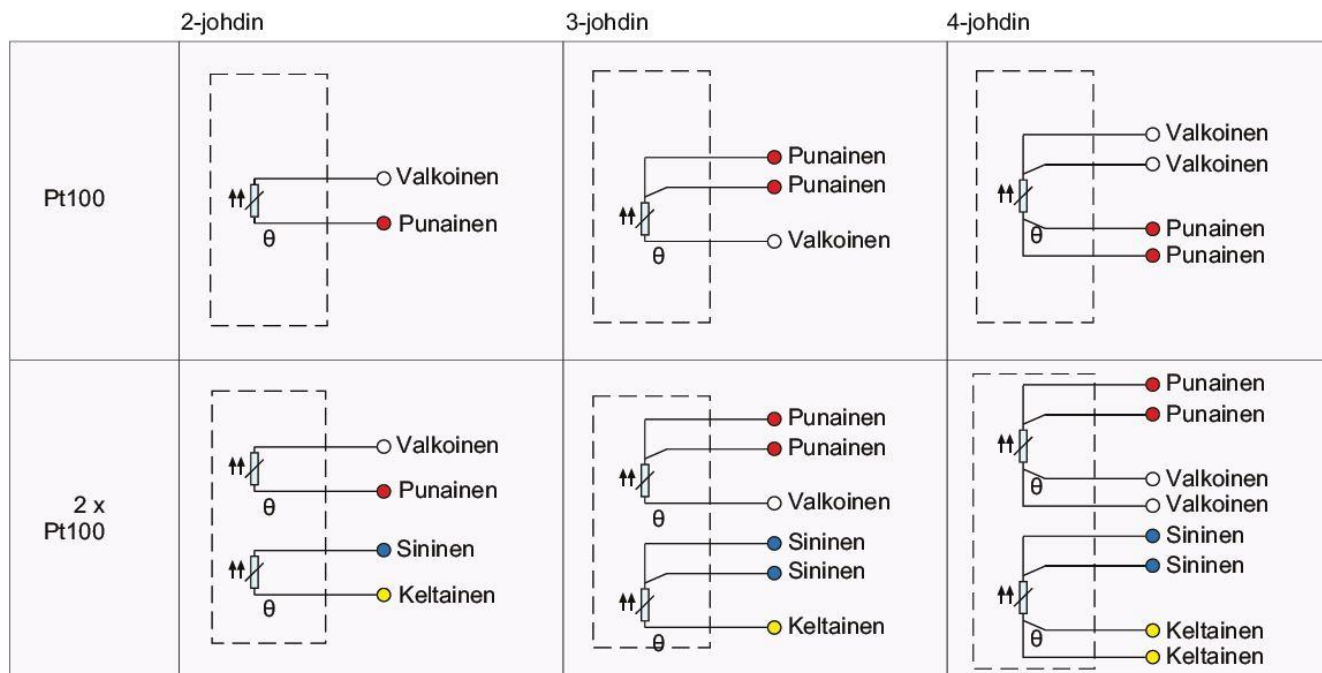 2-johdin
3-johdin
4-johdin
Pt100
Valkoinen
Punainen
θ
Punainen
Punainen
Valkoinen
θ
Valkoinen
Valkoinen
Punainen
Punainen
θ
2 x
Pt100
Valkoinen
Punainen
θ
Sininen
Keltainen
θ
Punainen
Punainen
Valkoinen
θ
Sininen
Sininen
Keltainen
θ
Punainen
Punainen
Valkoinen
Valkoinen
θ
Sininen
Sininen
Keltainen
Keltainen
θ